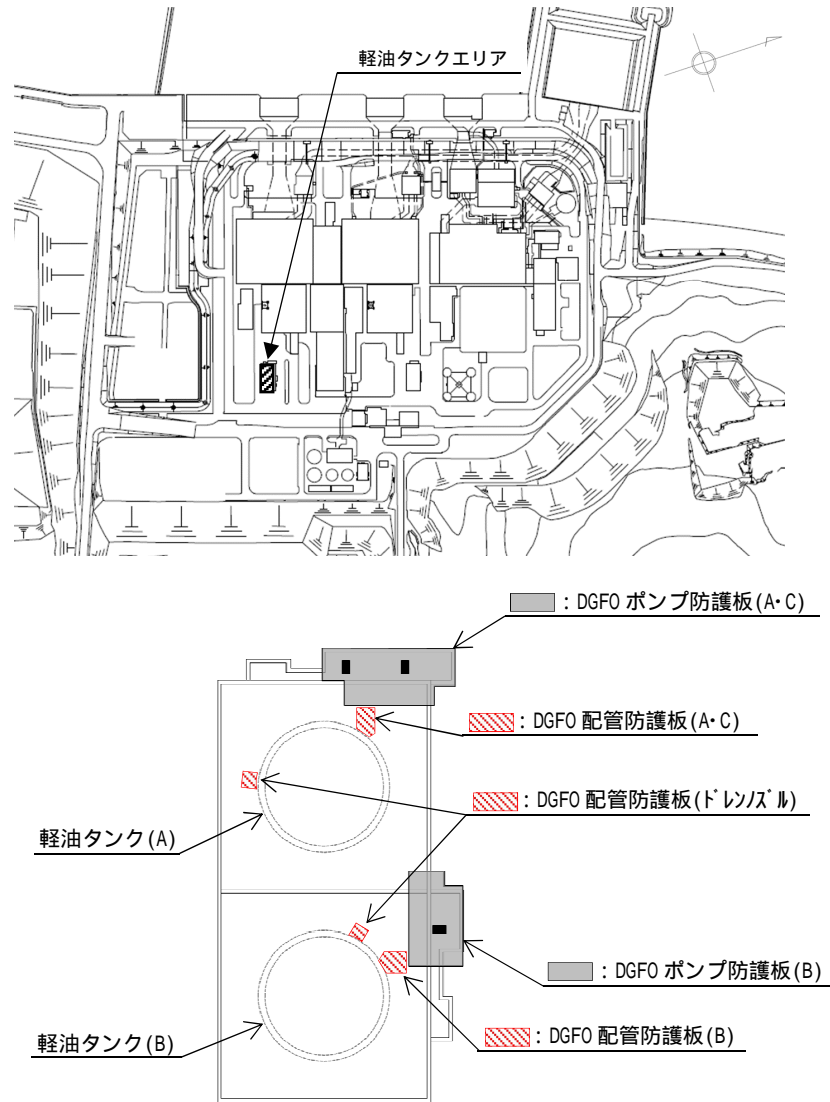 軽油タンクエリア
: DGFO ポンプ防護板(A・C)
: DGFO 配管防護板(A・C)
: DGFO 配管防護板(ドレンノズル)
軽油タンク(A)
: DGFO ポンプ防護板(B)
軽油タンク(B)
: DGFO 配管防護板(B)